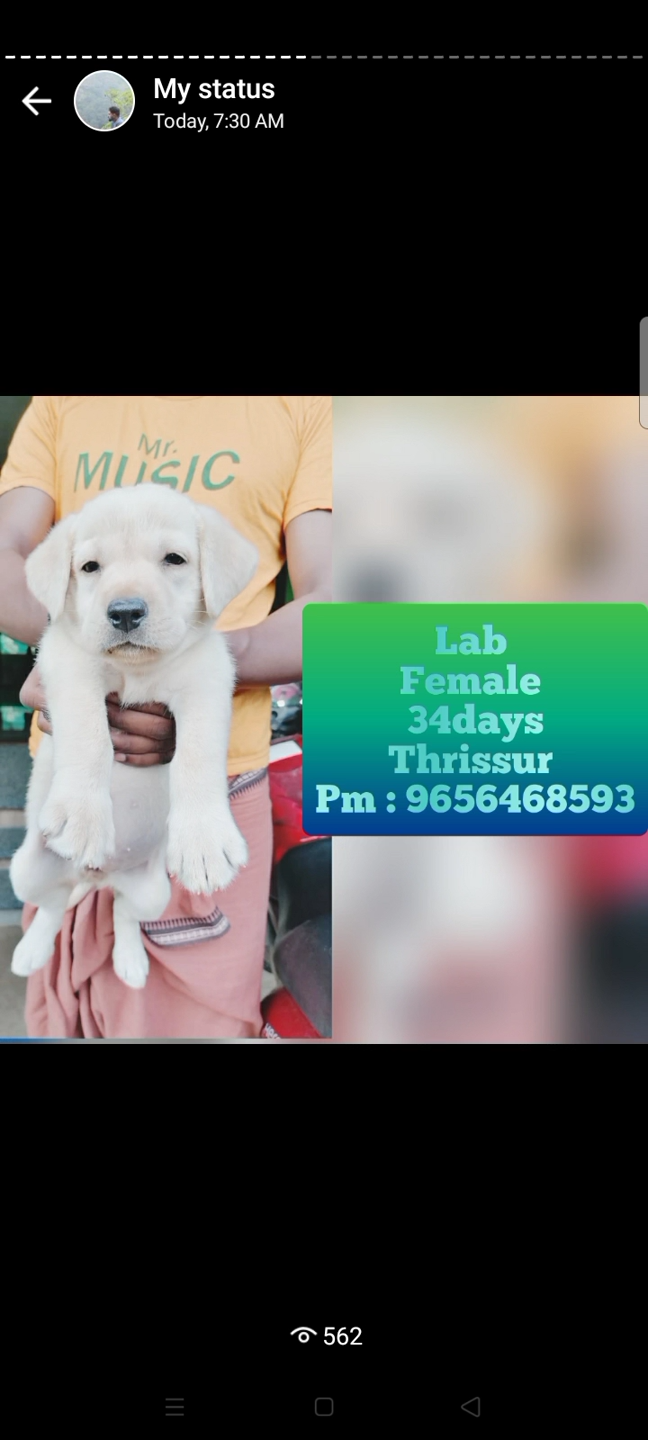 My status
Today, 7:30 AM
Mr.
MUSIC
Lab
Female
34days
Thrissur
Pm : 9656468593
562